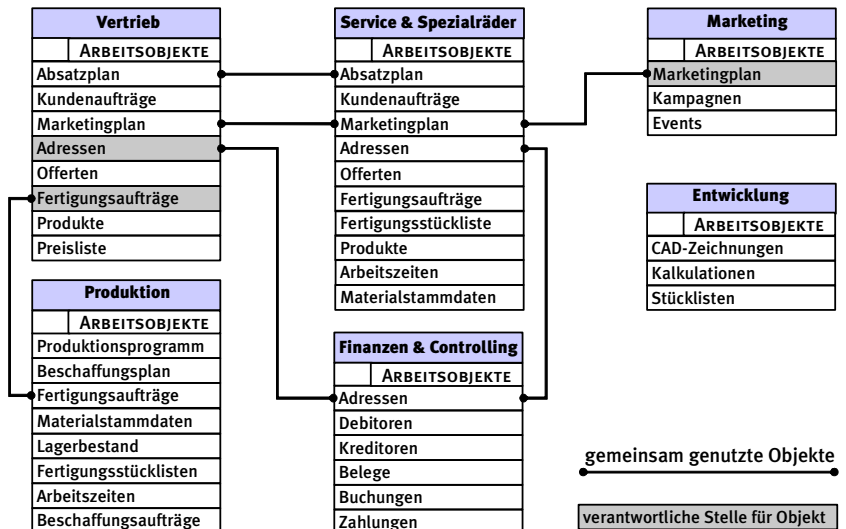 Vertrieb
ARBEITSOBJEKTE
Absatzplan
Kundenaufträge
Marketingplan
Adressen
Offerten
Fertigungsaufträge
Produkte
Preisliste
Service & Spezialräder
ARBEITSOBJEKTE
Absatzplan
Kundenaufträge
Marketingplan
Adressen
Offerten
Fertigungsaufträge
Fertigungsstückliste
Produkte
Arbeitszeiten
Materialstammdaten
Marketing
ARBEITSOBJEKTE
Marketingplan
Kampagnen
Events
Entwicklung
ARBEITSOBJEKTE
CAD-Zeichnungen
Kalkulationen
Stücklisten
Produktion
ARBEITSOBJEKTE
Produktionsprogramm
Beschaffungsplan
Fertigungsaufträge
Materialstammdaten
Lagerbestand
Fertigungsstücklisten
Arbeitszeiten
Beschaffungsaufträge
Finanzen & Controlling
ARBEITSOBJEKTE
Adressen
Debitoren
Kreditoren
Belege
Buchungen
Zahlungen
gemeinsam genutzte Objekte
verantwortliche Stelle für Objekt